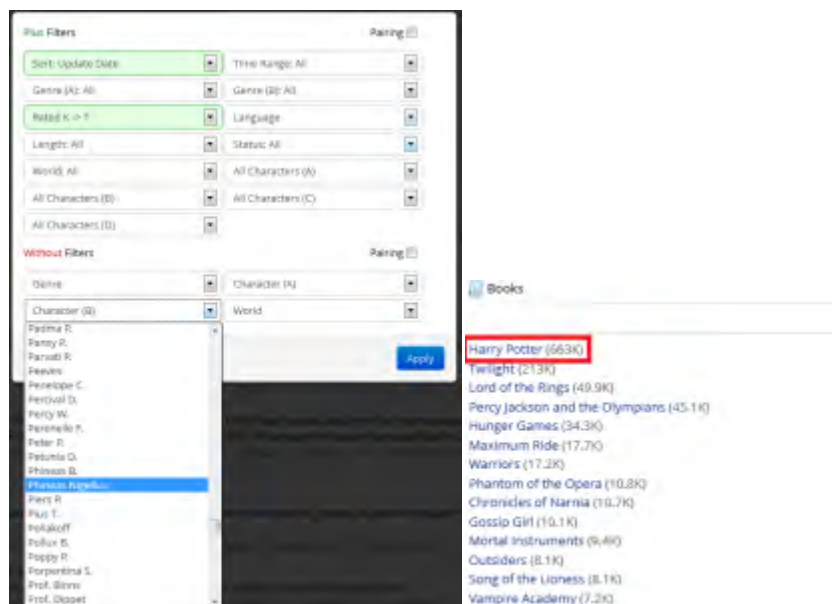 Plus Filters Pairing
Sort: Update Date Time Range: All
Genre (A): All Genre (B): All
Rated K -> T Language
Length: All Status: All
World: All All Characters (A)
All Characters (B) All Characters (C)
All Characters (D)
Without Filters Pairing
Genre Character (A)
Character (B) World
Apply
Padma P.
Pansy P.
Parvati P.
Peeves
Penelope C.
Percival D.
Percy W.
Perenelle F.
Peter P.
Petunia D.
Phineas B.
Phineas Nigellus
Piers P.
Pius T.
Poliakoff
Pollux B.
Poppy P.
Porpentina S.
Prof. Binns
Prof. Dippet
Books
Harry Potter (663K)
Twilight (213K)
Lord of the Rings (49.9K)
Percy Jackson and the Olympians (45.1K)
Hunger Games (34.3K)
Maximum Ride (17.7K)
Warriors (17.2K)
Phantom of the Opera (10.8K)
Chronicles of Narnia (10.7K)
Gossip Girl (10.1K)
Mortal Instruments (9.4K)
Outsiders (8.1K)
Song of the Lioness (8.1K)
Vampire Academy (7.2K)